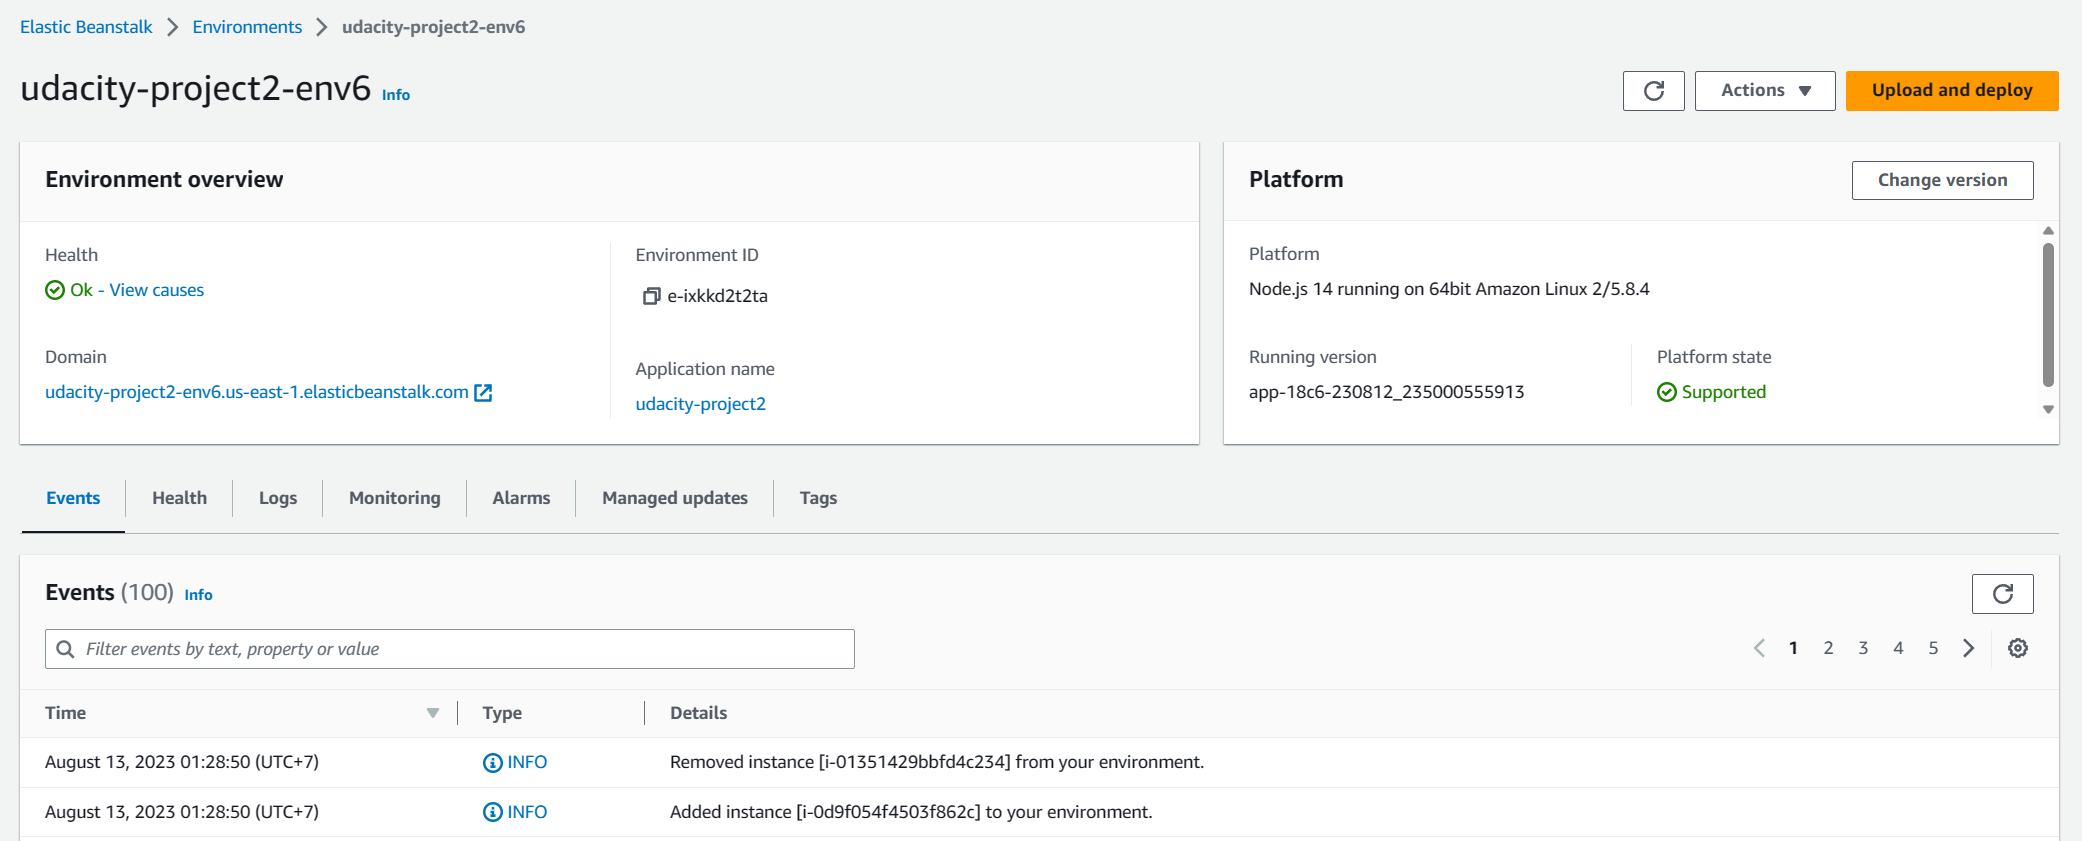 Elastic Beanstalk > Environments > udacity-project2-env6
udacity-project2-env6 Info
Actions
Upload and deploy
Environment overview
Health
Ok - View causes
Domain
udacity-project2-env6.us-east-1.elasticbeanstalk.com
Environment ID
e-ixkkd2t2ta
Application name
udacity-project2
Platform
Change version
Platform
Node.js 14 running on 64bit Amazon Linux 2/5.8.4
Running version
app-18c6-230812_235000555913
Platform state
Supported
Events Health Logs Monitoring Alarms Managed updates Tags
Events (100) Info
Filter events by text, property or value
1 2 3 4 5
Time Type Details
August 13, 2023 01:28:50 (UTC+7) INFO Removed instance [i-01351429bbfd4c234] from your environment.
August 13, 2023 01:28:50 (UTC+7) INFO Added instance [i-0d9f054f4503f862c] to your environment.